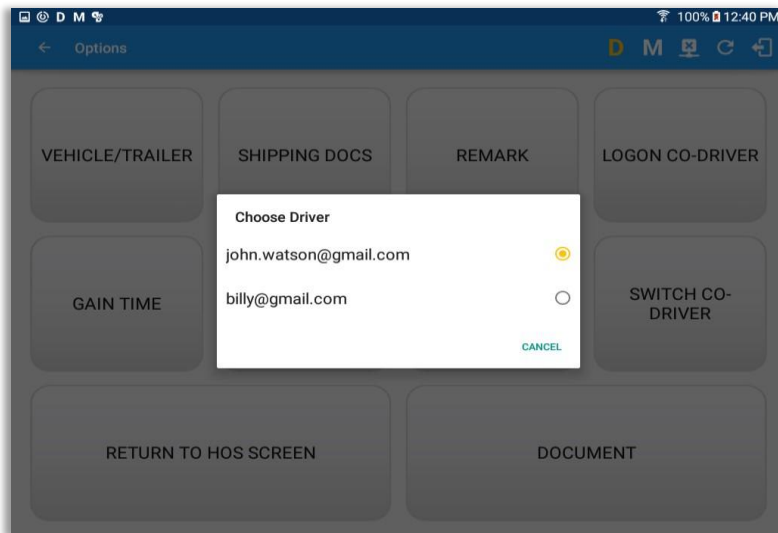 D M 100% 12:40 PM
Options D M
VEHICLE/TRAILER SHIPPING DOCS REMARK LOGON CO-DRIVER
Choose Driver
john.watson@gmail.com
billy@gmail.com
CANCEL
GAIN TIME
SWITCH CO-
DRIVER
RETURN TO HOS SCREEN DOCUMENT